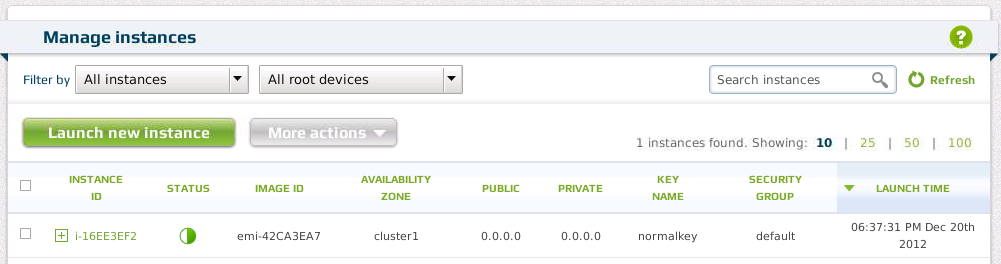 Manage instances
?
Filter by All instances All root devices Search instances Refresh
Launch new instance More actions
1 instances found. Showing: 10 | 25 | 50 | 100
INSTANCE ID STATUS IMAGE ID AVAILABILITY ZONE PUBLIC PRIVATE KEY NAME SECURITY GROUP LAUNCH TIME
i-16EE3EF2 emi-42CA3EA7 cluster1 0.0.0.0 0.0.0.0 normalkey default 06:37:31 PM Dec 20th 2012